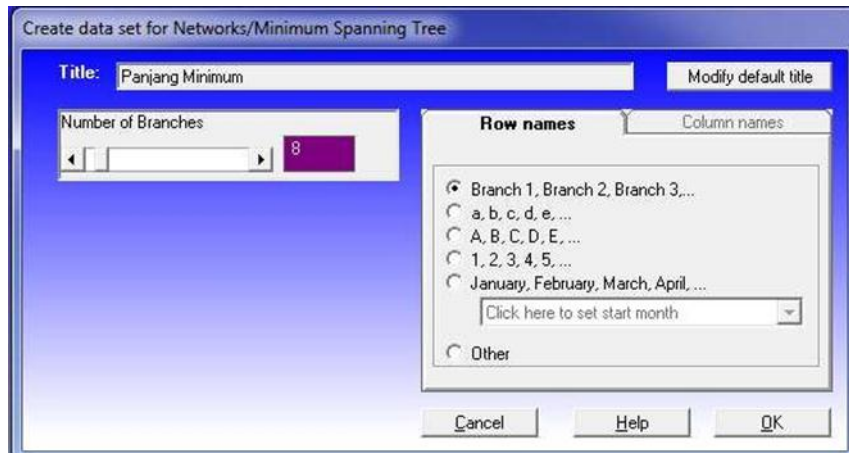 Create data set for Networks/Minimum Spanning Tree
Title: Panjang Minimum Modify default title
Number of Branches
8
Row names Column names
Branch 1, Branch 2, Branch 3,...
a, b, c, d, e, ...
A, B, C, D, E, ...
1, 2, 3, 4, 5, ...
January, February, March, April, ...
Click here to set start month
Other
Cancel Help OK